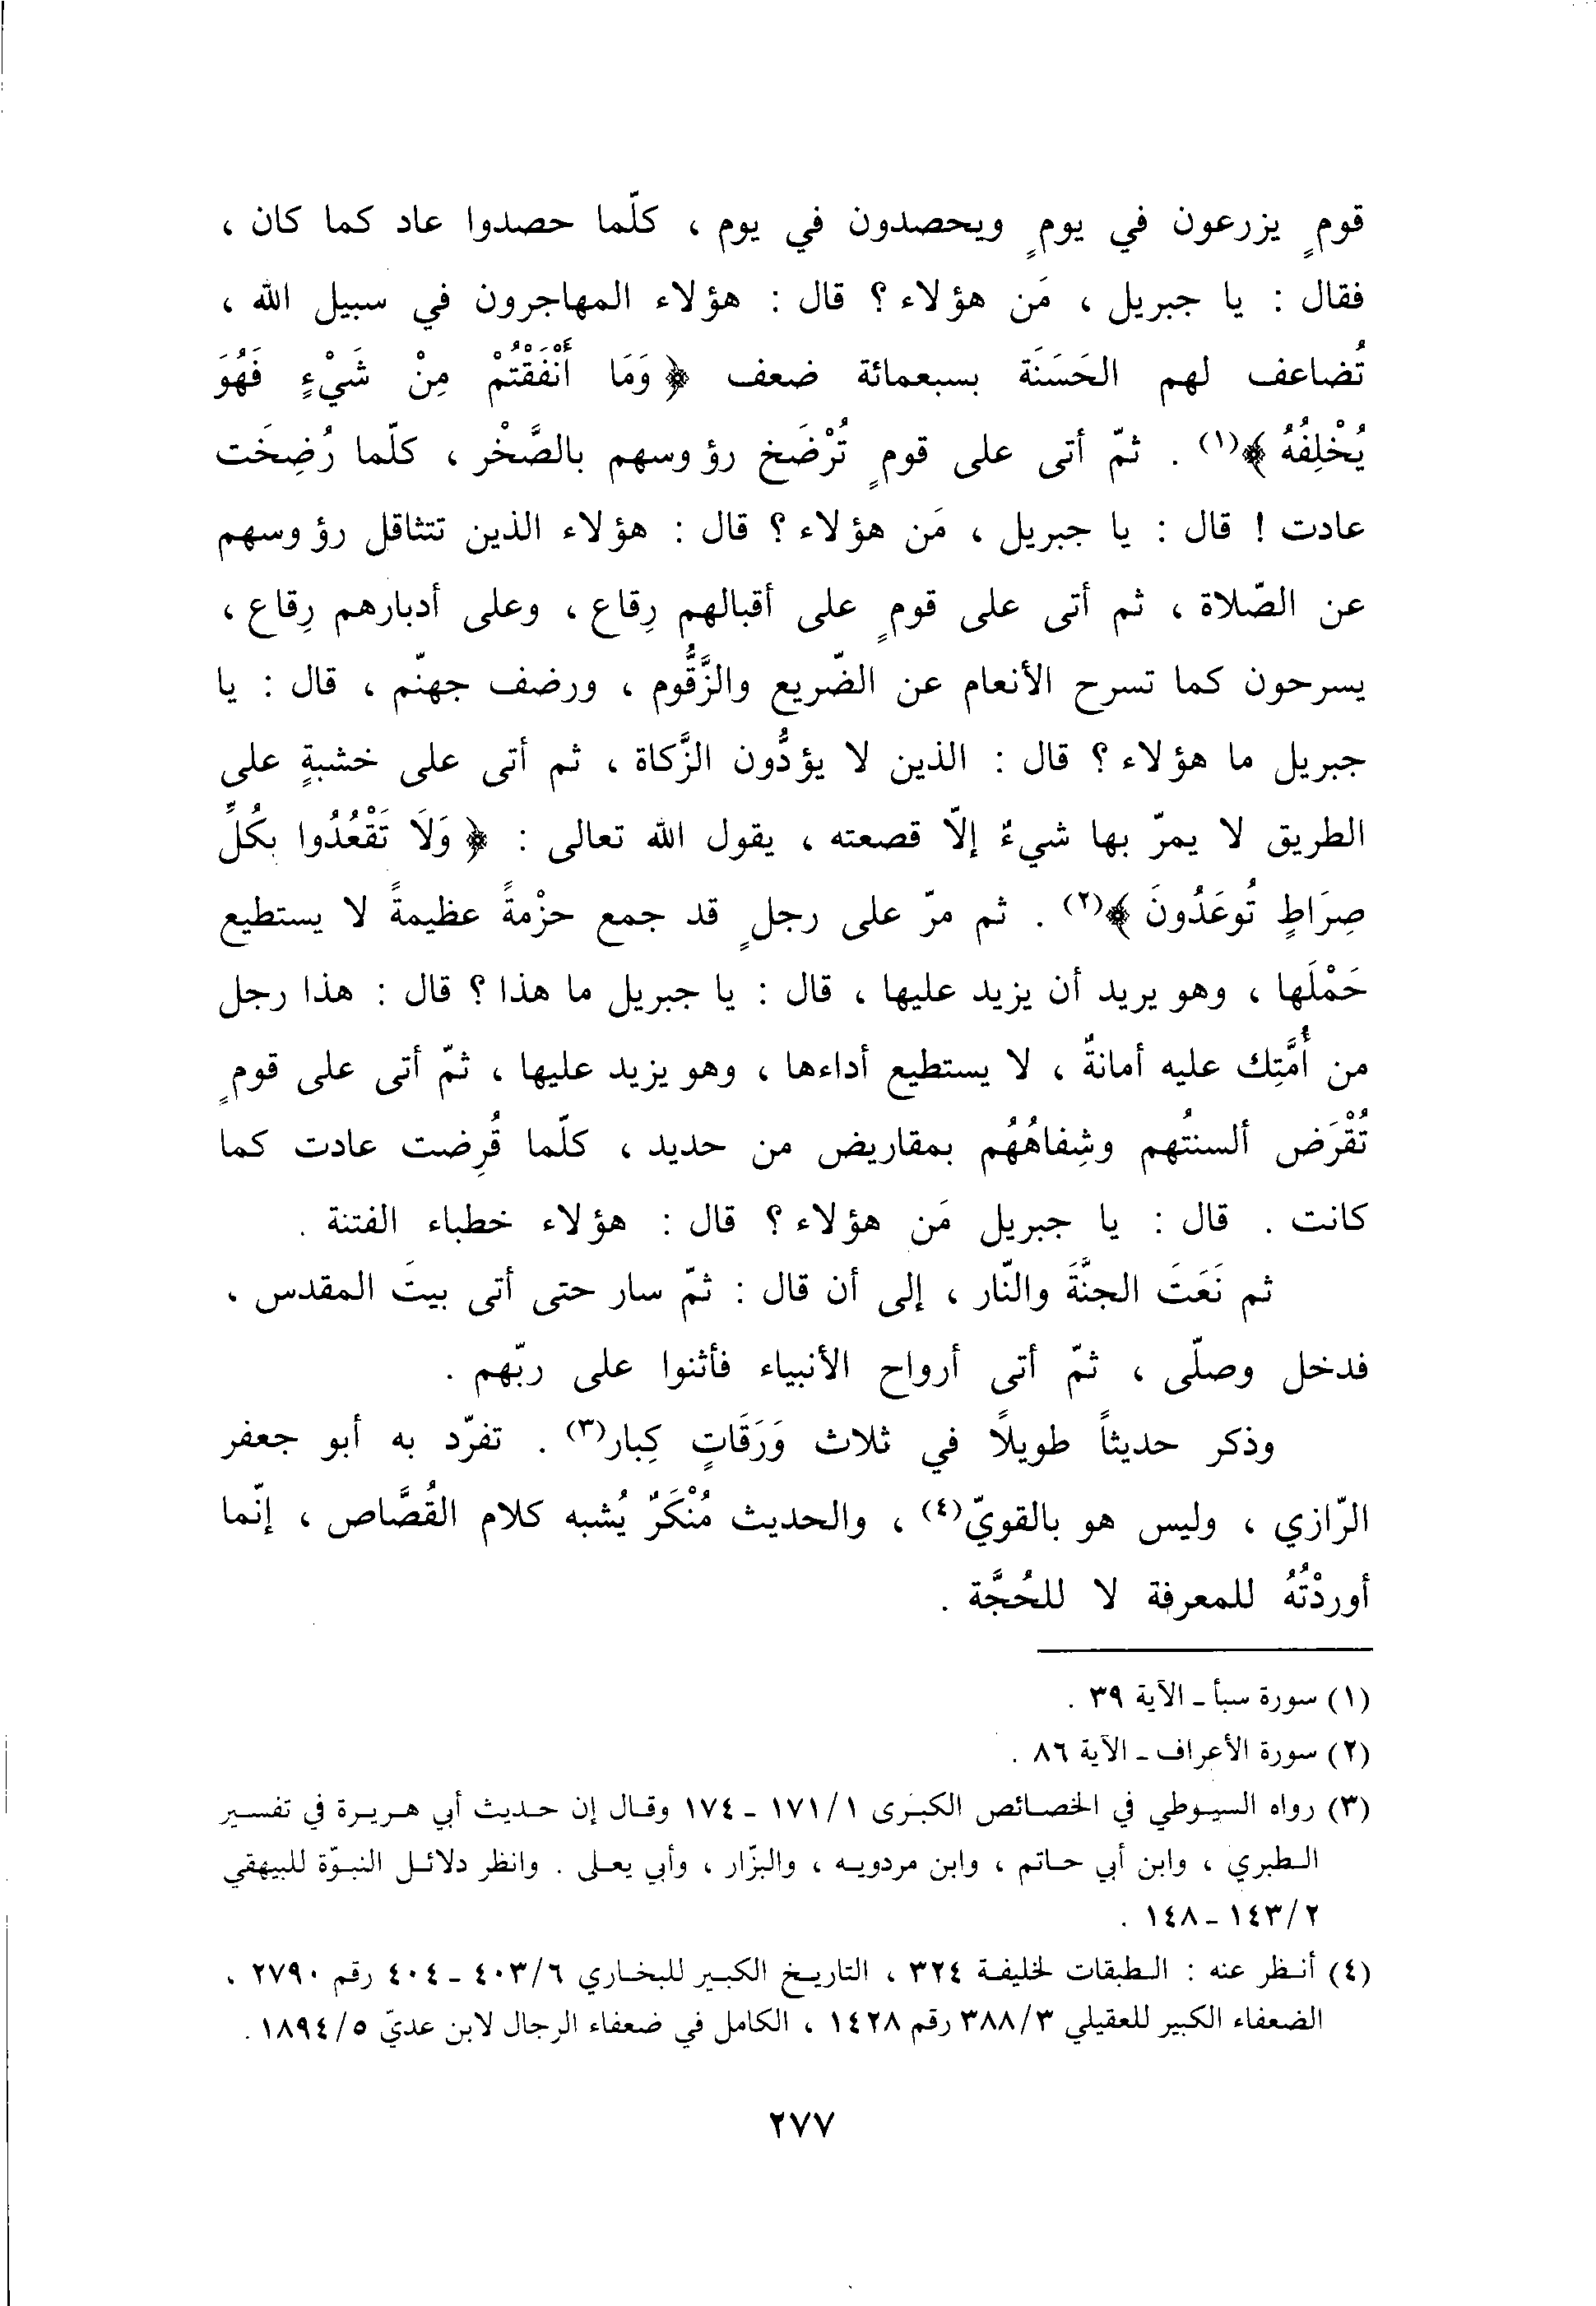 قومٍ يزرعون في يومٍ ويحصدون في يوم ، كلّما حصدوا عاد كما كان ،
فقال : يا جبريل ، مَن هؤلاء ؟ قال : هؤلاء المهاجرون في سبيل الله ،
تُضاعف لهم الحَسَنَة بسبعمائة ضعف ﴿ وَمَا أَنْفَقْتُمْ مِنْ شَيْءٍ فَهُوَ
يُخْلِفُهُ ﴾(١) . ثمّ أتى على قومٍ تُرْضَخ رؤوسهم بالصَّخْر ، كلّما رُضِخَت
عادت ! قال : يا جبريل ، مَن هؤلاء ؟ قال : هؤلاء الذين تتثاقل رؤوسهم
عن الصّلاة ، ثم أتى على قومٍ على أقبالهم رِقاع ، وعلى أدبارهم رِقاع ،
يسرحون كما تسرح الأنعام عن الضّريع والزَّقُّوم ، ورضف جهنّم ، قال : يا
جبريل ما هؤلاء ؟ قال : الذين لا يؤدُّون الزَّكاة ، ثم أتى على خشبةٍ على
الطريق لا يمرّ بها شيءٌ إلّا قصعته ، يقول الله تعالى : ﴿ وَلَا تَقْعُدُوا بِكُلِّ
صِرَاطٍ تُوعَدُونَ ﴾(٢) . ثم مرّ على رجلٍ قد جمع حزْمةً عظيمةً لا يستطيع
حَمْلَها ، وهو يريد أن يزيد عليها ، قال : يا جبريل ما هذا ؟ قال : هذا رجل
من أُمَّتِك عليه أمانةٌ ، لا يستطيع أداءها ، وهو يزيد عليها ، ثمّ أتى على قومٍ
تُقْرَض ألسنتُهم وشِفاهُهُم بمقاريض من حديد ، كلّما قُرِضت عادت كما
كانت . قال : يا جبريل مَن هؤلاء ؟ قال : هؤلاء خطباء الفتنة .
ثم نَعَتَ الجنَّةَ والنّار ، إلى أن قال : ثمّ سار حتى أتى بيتَ المقدس ،
فدخل وصلّى ، ثمّ أتى أرواح الأنبياء فأثنوا على ربّهم .
وذكر حديثاً طويلاً في ثلاث وَرَقَاتٍ كِبار(٣) . تفرّد به أبو جعفر
الرّازي ، وليس هو بالقويّ(٤) ، والحديث مُنْكَرٌ يُشبه كلام القُصَّاص ، إنّما
أوردْتُهُ للمعرفة لا للحُجَّة .
(١) سورة سبأ ـ الآية ٣٩ .
(٢) سورة الأعراف ـ الآية ٨٦ .
(٣) رواه السيوطي في الخصائص الكبرى ١/ ١٧١ ـ ١٧٤ وقال إن حديث أبي هريرة في تفسير
الطبري ، وابن أبي حاتم ، وابن مردويه ، والبزّار ، وأبي يعلى . وانظر دلائل النبوّة للبيهقي
٢/ ١٤٣ ـ ١٤٨ .
(٤) أنظر عنه : الطبقات لخليفة ٣٢٤ ، التاريخ الكبير للبخاري ٦/ ٤٠٣ ـ ٤٠٤ رقم ٢٧٩٠ ،
الضعفاء الكبير للعقيلي ٣/ ٣٨٨ رقم ١٤٢٨ ، الكامل في ضعفاء الرجال لابن عديّ ٥/ ١٨٩٤ .
٢٧٧